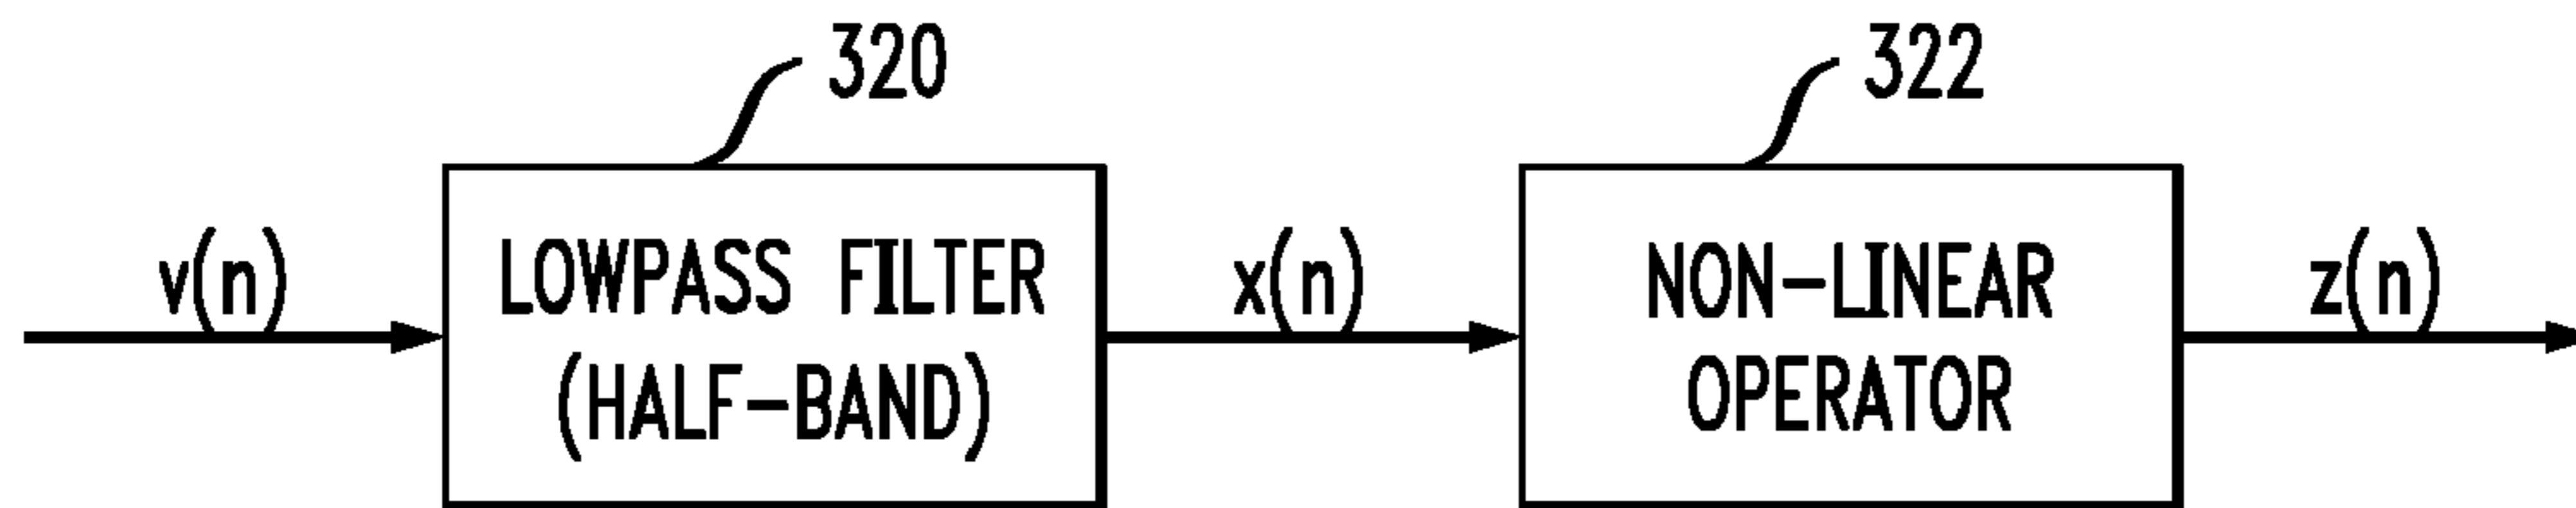 320
322
v(n)
LOWPASS FILTER
(HALF-BAND)
x(n)
NON-LINEAR
OPERATOR
z(n)